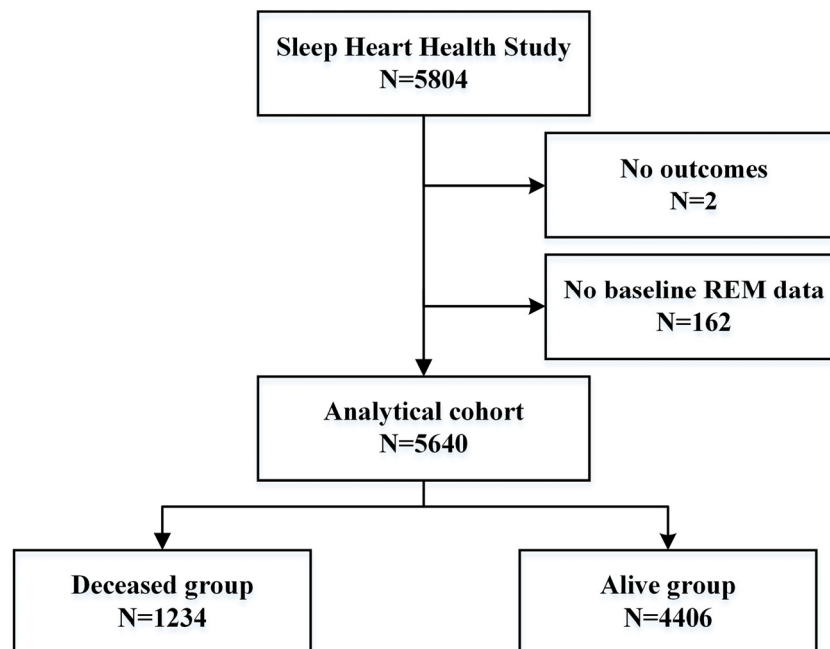 Sleep Heart Health Study
N=5804
No outcomes
N=2
No baseline REM data
N=162
Analytical cohort
N=5640
Deceased group
N=1234
Alive group
N=4406